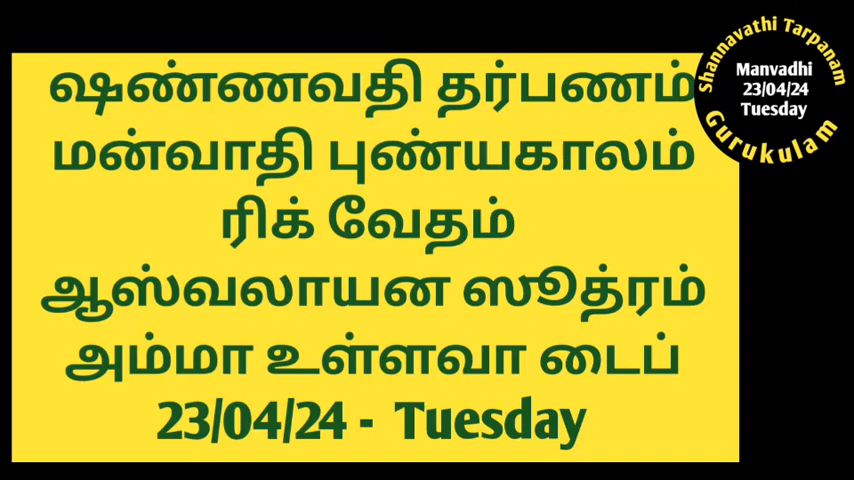 ஷண்ணவதி தர்பணம்
மன்வாதி புண்யகாலம்
ரிக் வேதம்
ஆஸ்வலாயன ஸூத்ரம்
அம்மா உள்ளவா டைப்
23/04/24 - Tuesday
Shannavathi Tarpanam
Manvadhi
23/04/24
Tuesday
Gurukulam